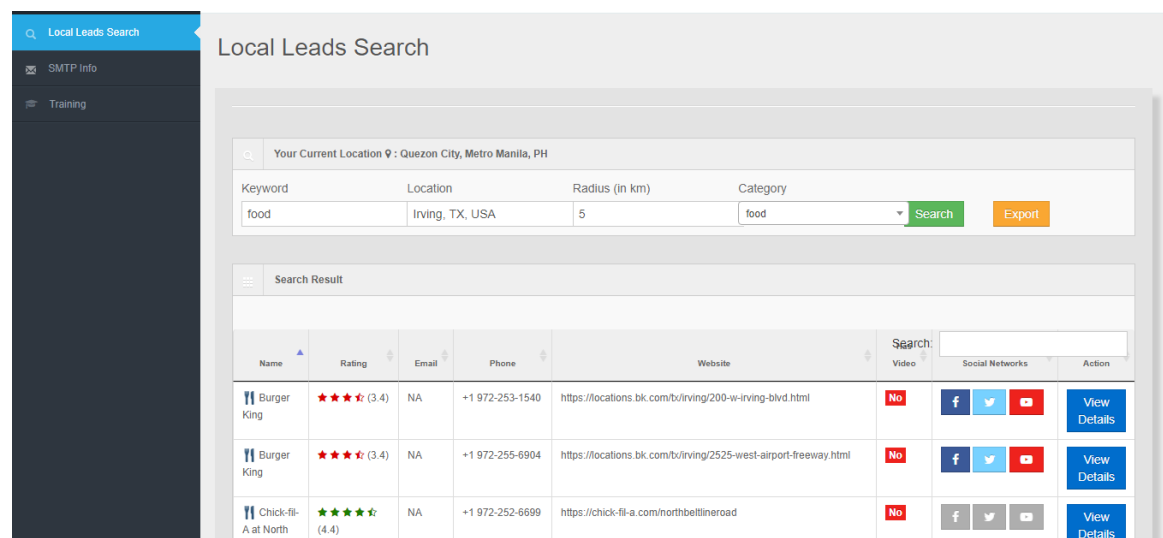 Local Leads Search
SMTP Info
Training
Local Leads Search
Your Current Location : Quezon City, Metro Manila, PH
Keyword Location Radius (in km) Category
food Irving, TX, USA 5 food Search Export
Search Result
Search:
Name Rating Email Phone Website Has Video Social Networks Action
Burger (3.4) NA +1 972-253-1540 https://locations.bk.com/tx/irving/200-w-irving-blvd.html No View
King Details
Burger (3.4) NA +1 972-255-6904 https://locations.bk.com/tx/irving/2525-west-airport-freeway.html No View
King Details
Chick-fil- NA +1 972-252-6699 https://chick-fil-a.com/northbeltlineroad No View
A at North (4.4) Details